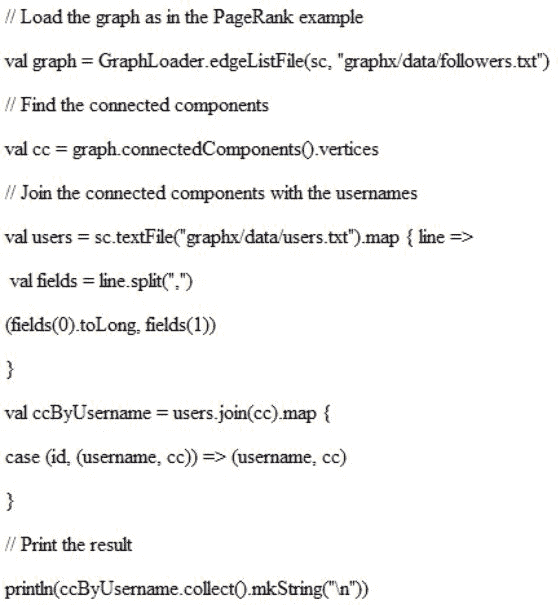 // Load the graph as in the PageRank example
val graph = GraphLoader.edgeListFile(sc, "graphx/data/followers.txt")
// Find the connected components
val cc = graph.connectedComponents().vertices
// Join the connected components with the usernames
val users = sc.textFile("graphx/data/users.txt").map { line =>
val fields = line.split(",")
(fields(0).toLong, fields(1))
}
val ccByUsername = users.join(cc).map {
case (id, (username, cc)) => (username, cc)
}
// Print the result
println(ccByUsername.collect().mkString("\n"))